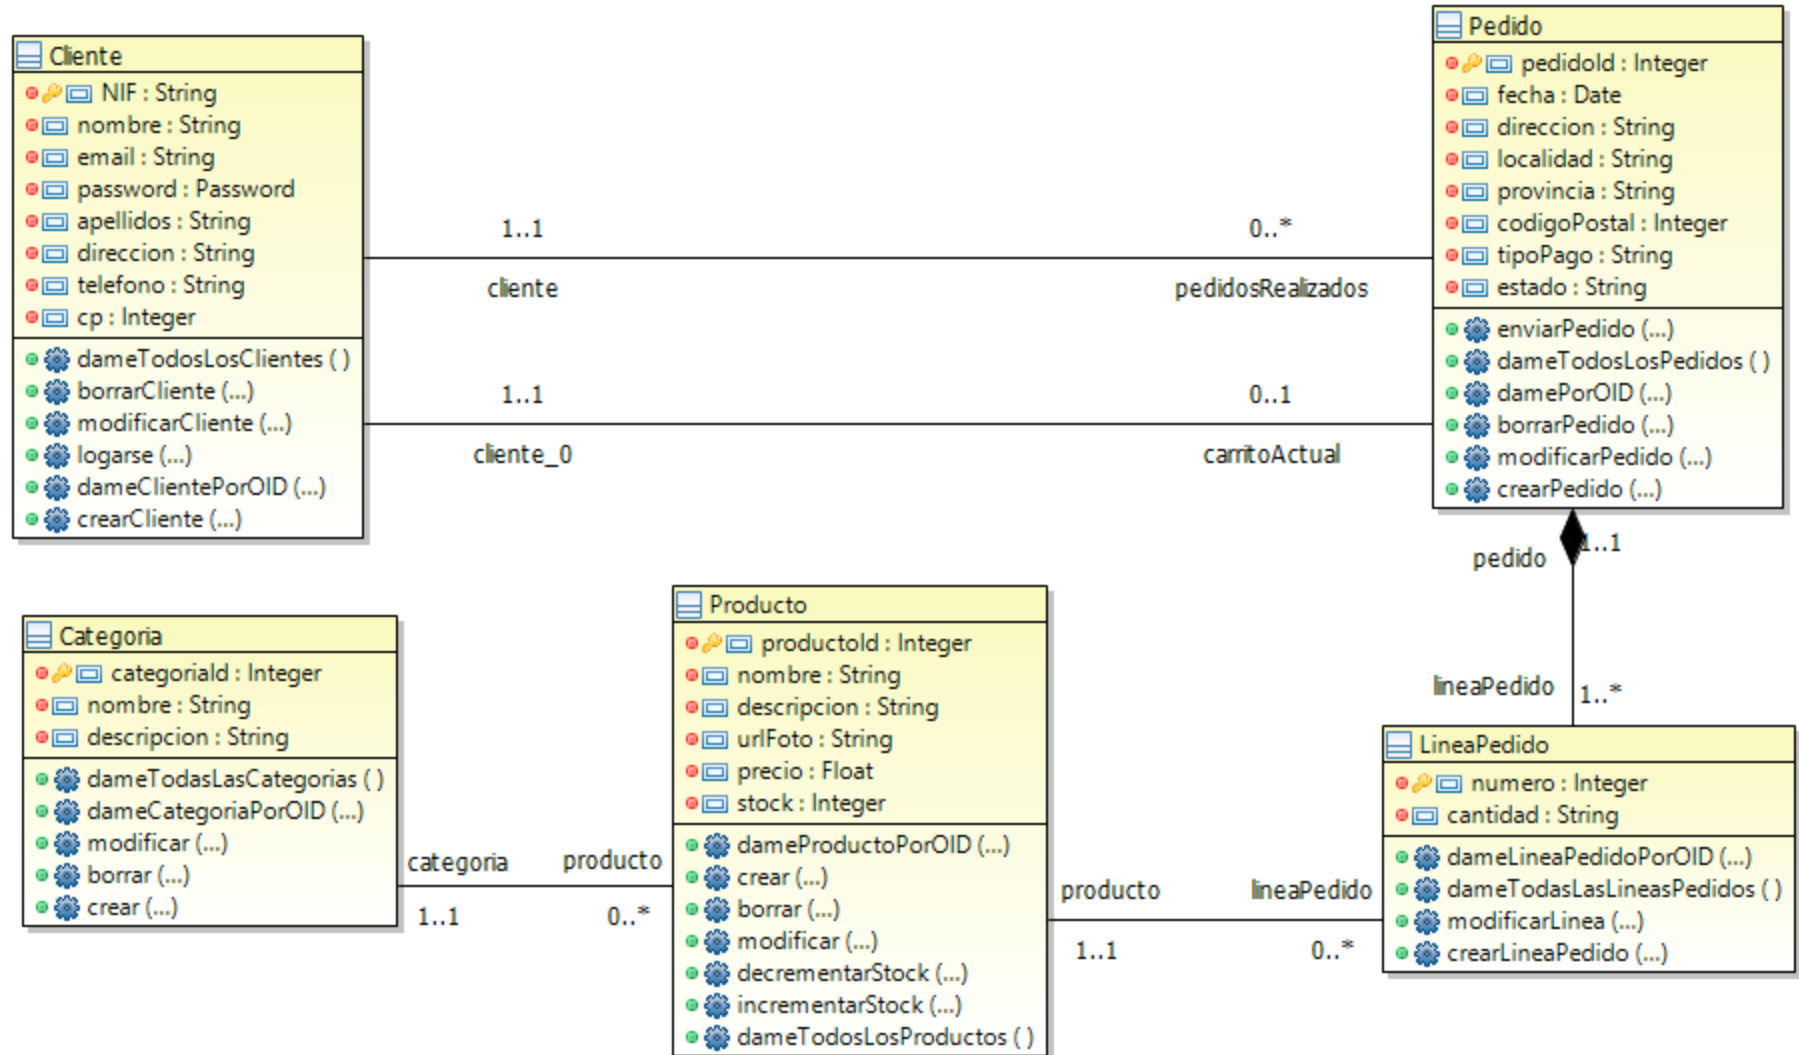 Cliente
NIF : String
nombre : String
email : String
password : Password
apellidos : String
direccion : String
telefono : String
cp : Integer
dameTodosLosClientes ( )
borrarCliente (...)
modificarCliente (...)
logarse (...)
dameClientePorOID (...)
crearCliente (...)
1..1
0..*
cliente
pedidosRealizados
1..1
0..1
cliente_0
carritoActual
Pedido
pedidoId : Integer
fecha : Date
direccion : String
localidad : String
provincia : String
codigoPostal : Integer
tipoPago : String
estado : String
enviarPedido (...)
dameTodosLosPedidos ( )
damePorOID (...)
borrarPedido (...)
modificarPedido (...)
crearPedido (...)
pedido
1..1
lineaPedido
1..*
Categoria
categoriaId : Integer
nombre : String
descripcion : String
dameTodasLasCategorias ( )
dameCategoriaPorOID (...)
modificar (...)
borrar (...)
crear (...)
categoria
producto
1..1
0..*
Producto
productoId : Integer
nombre : String
descripcion : String
urlFoto : String
precio : Float
stock : Integer
dameProductoPorOID (...)
crear (...)
borrar (...)
modificar (...)
decrementarStock (...)
incrementarStock (...)
dameTodosLosProductos ( )
producto
lineaPedido
1..1
0..*
LineaPedido
numero : Integer
cantidad : String
dameLineaPedidoPorOID (...)
dameTodasLasLineasPedidos ( )
modificarLinea (...)
crearLineaPedido (...)